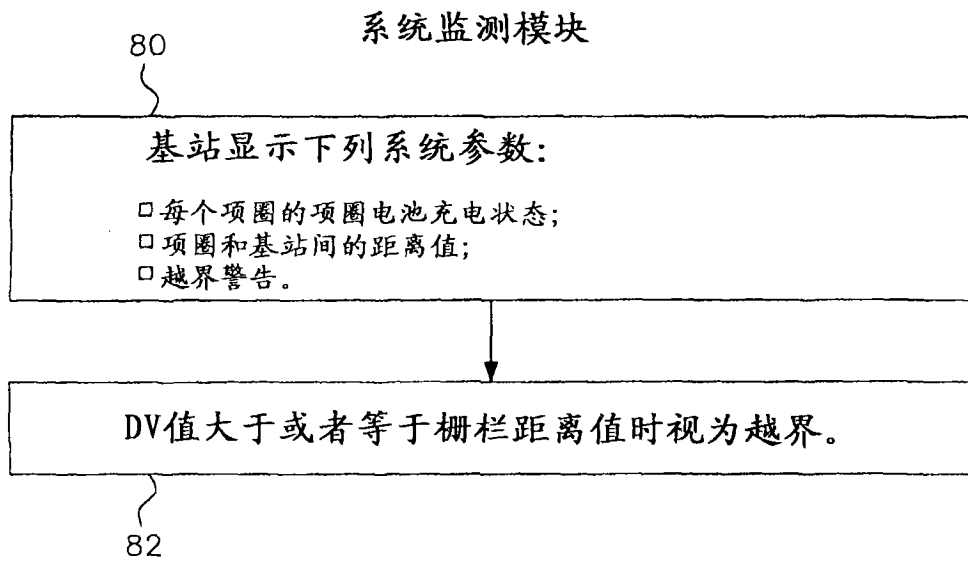 系统监测模块
80
基站显示下列系统参数:
□每个项圈的项圈电池充电状态;
□项圈和基站间的距离值;
□越界警告。
DV值大于或者等于栅栏距离值时视为越界。
82